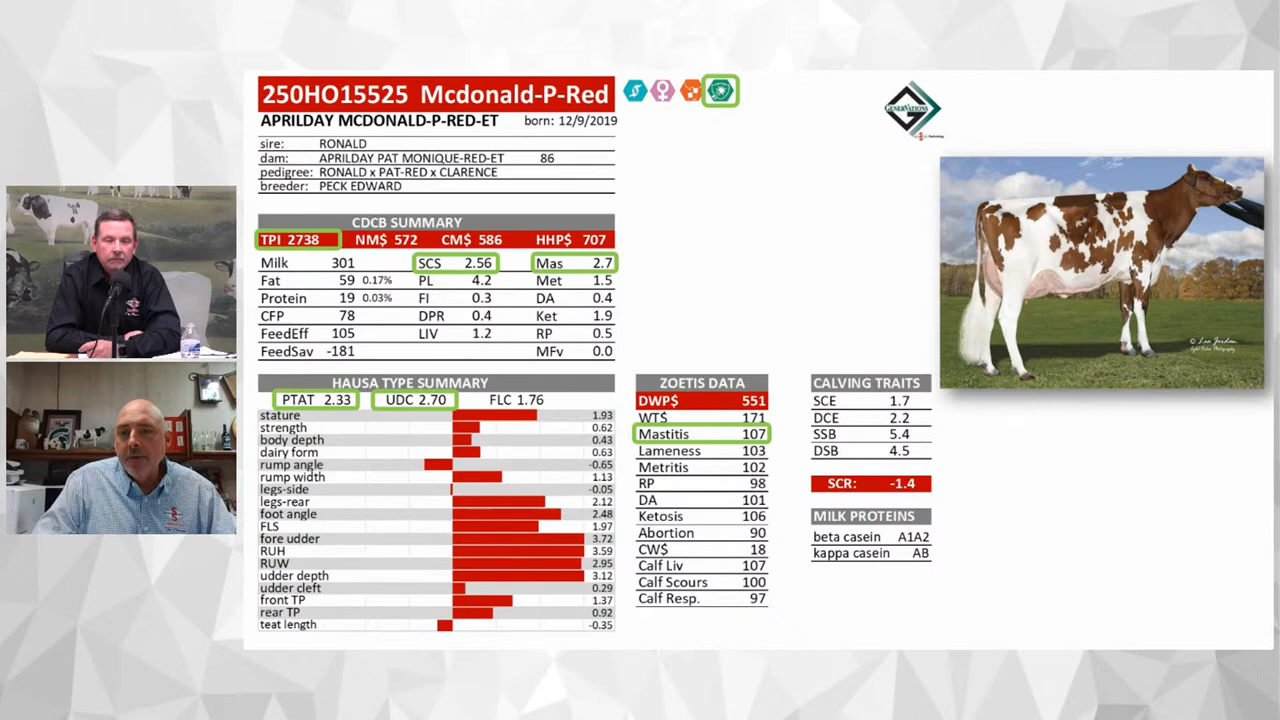 250HO15525 Mcdonald-P-Red
APRILDAY MCDONALD-P-RED-ET born: 12/9/2019
sire: RONALD
dam: APRILDAY PAT MONIQUE-RED-ET 86
pedigree: RONALD x PAT-RED x CLARENCE
breeder: PECK EDWARD
CDCB SUMMARY
TPI 2738 NM$ 572 CM$ 586 HHP$ 707
Milk 301 SCS 2.56 Mas 2.7
Fat 59 0.17% PL 4.2 Met 1.5
Protein 19 0.03% FI 0.3 DA 0.4
CFP 78 DPR 0.4 Ket 1.9
FeedEff 105 LIV 1.2 RP 0.5
FeedSav -181 MFv 0.0
HAUSA TYPE SUMMARY
PTAT 2.33 UDC 2.70 FLC 1.76
stature 1.93
strength 0.62
body depth 0.43
dairy form 0.63
rump angle -0.65
rump width 1.13
legs-side -0.05
legs-rear 2.12
foot angle 2.48
FLS 1.97
fore udder 3.72
RUH 3.59
RUW 2.95
udder depth 3.12
udder cleft 0.29
front TP 1.37
rear TP 0.92
teat length -0.35
ZOETIS DATA
DWP$ 551
WT$ 171
Mastitis 107
Lameness 103
Metritis 102
RP 98
DA 101
Ketosis 106
Abortion 90
CW$ 18
Calf Liv 107
Calf Scours 100
Calf Resp. 97
CALVING TRAITS
SCE 1.7
DCE 2.2
SSB 5.4
DSB 4.5
SCR: -1.4
MILK PROTEINS
beta casein A1A2
kappa casein AB
GENERVATIONS